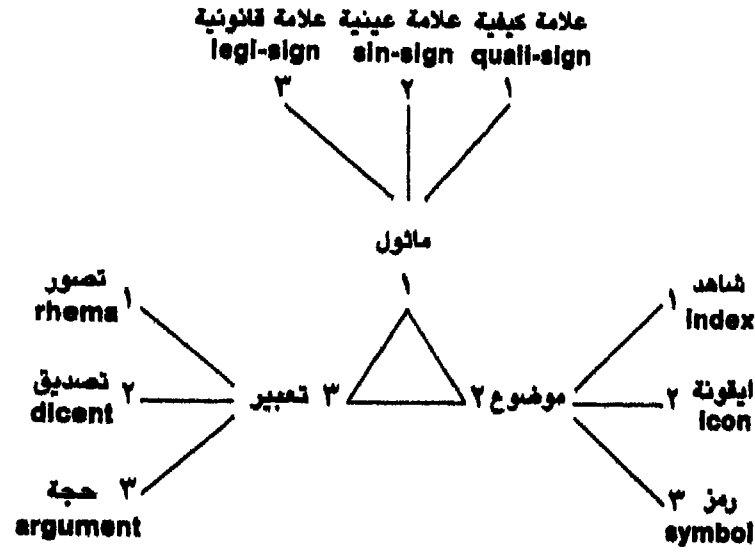 علامة كيفية
quali-sign
١
علامة عينية
sin-sign
٢
علامة قانونية
legi-sign
٣
ماثول
١
شاهد
index
١
ايقونة
icon
٢
رمز
symbol
٣
موضوع ٢
٣ تعبير
تصور
rhema
١
تصديق
dicent
٢
حجة
argument
٣